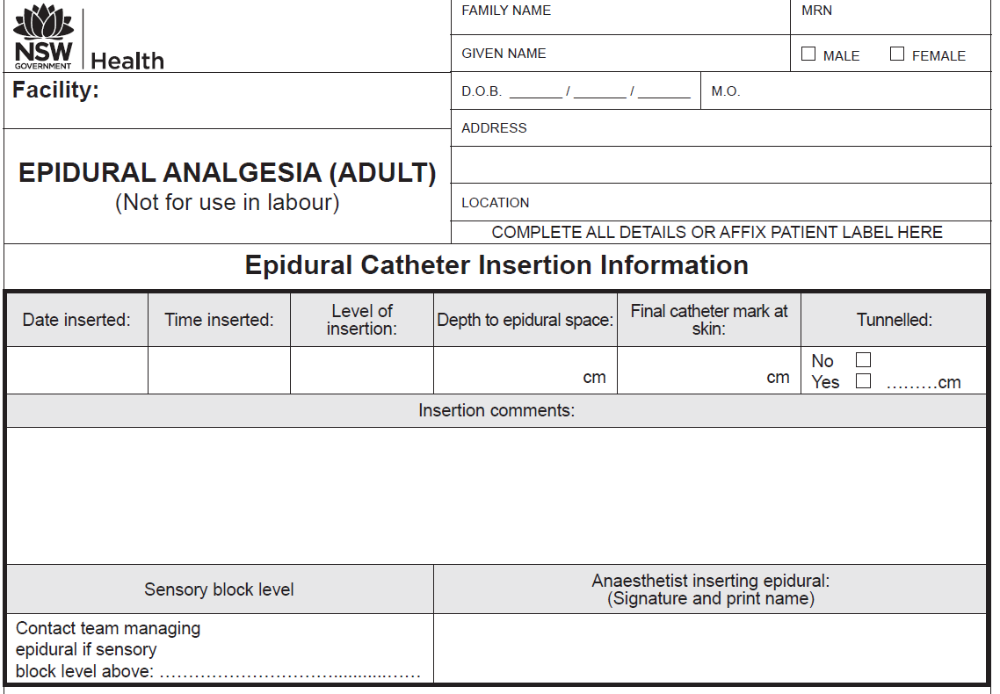 NSW
GOVERNMENT
Health
Facility:
EPIDURAL ANALGESIA (ADULT)
(Not for use in labour)
FAMILY NAME
MRN
GIVEN NAME
MALE
FEMALE
D.O.B. _______ / _______ / _______
M.O.
ADDRESS
LOCATION
COMPLETE ALL DETAILS OR AFFIX PATIENT LABEL HERE
Epidural Catheter Insertion Information
Date inserted:
Time inserted:
Level of
insertion:
Depth to epidural space:
Final catheter mark at
skin:
Tunnelled:
cm
cm
No
Yes ………cm
Insertion comments:
Sensory block level
Anaesthetist inserting epidural:
(Signature and print name)
Contact team managing
epidural if sensory
block level above: …………………………...........……